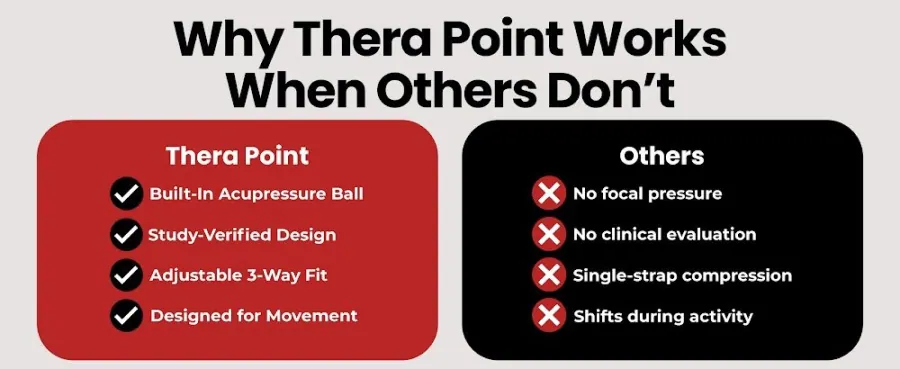 Why Thera Point Works
When Others Don’t
Thera Point
Built-In Acupressure Ball
Study-Verified Design
Adjustable 3-Way Fit
Designed for Movement
Others
No focal pressure
No clinical evaluation
Single-strap compression
Shifts during activity